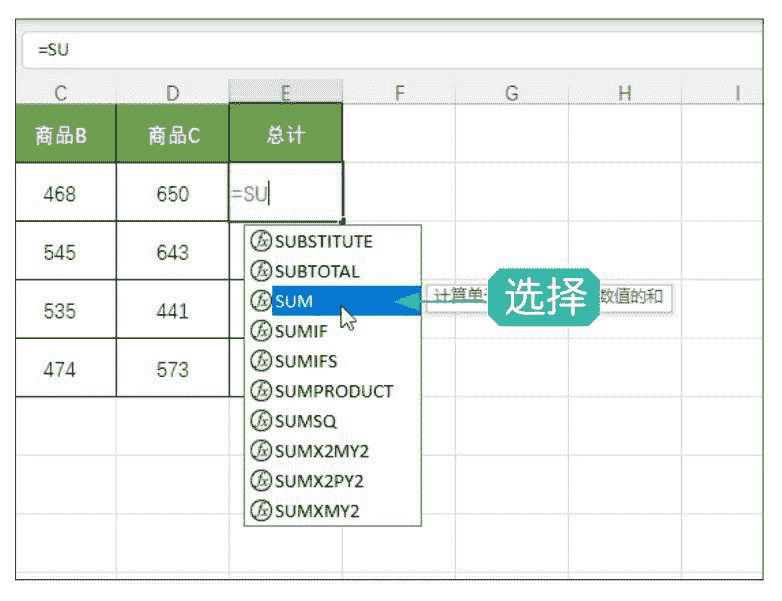 =SU
C D E F G H I
商品B 商品C 总计
468 650 =SU
SUBSTITUTE
545 643
SUBTOTAL
SUM 计算单 选择 数值的和
535 441
SUMIF
SUMIFS
474 573
SUMPRODUCT
SUMSQ
SUMX2MY2
SUMX2PY2
SUMXMY2